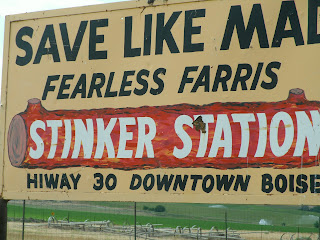 SAVE LIKE MAD
FEARLESS FARRIS
STINKER STATION
HIWAY 30 DOWNTOWN BOISE